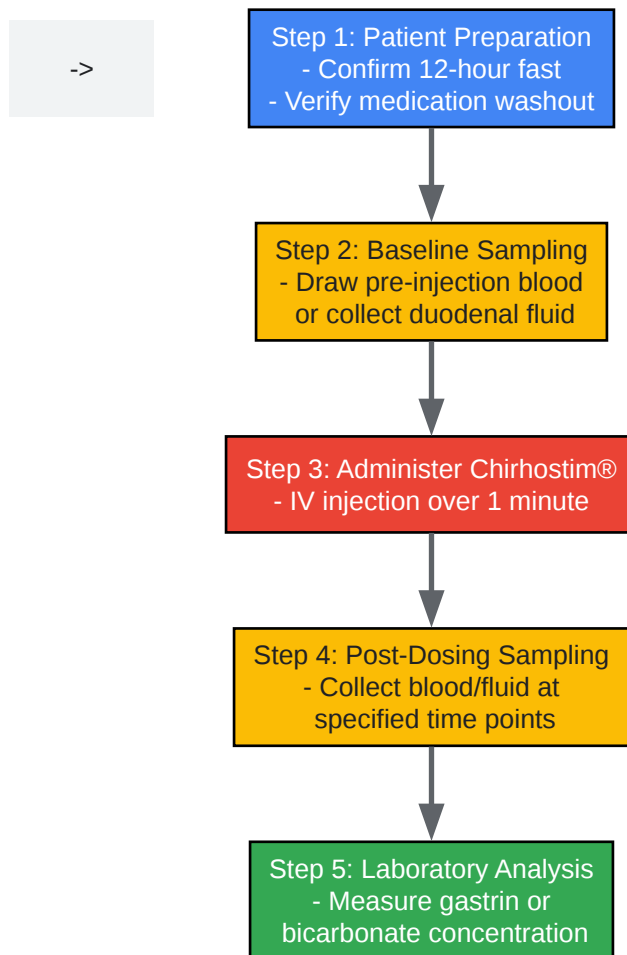 ->
Step 1: Patient Preparation
- Confirm 12-hour fast
- Verify medication washout
Step 2: Baseline Sampling
- Draw pre-injection blood
or collect duodenal fluid
Step 3: Administer Chirhostim®
- IV injection over 1 minute
Step 4: Post-Dosing Sampling
- Collect blood/fluid at
specified time points
Step 5: Laboratory Analysis
- Measure gastrin or
bicarbonate concentration